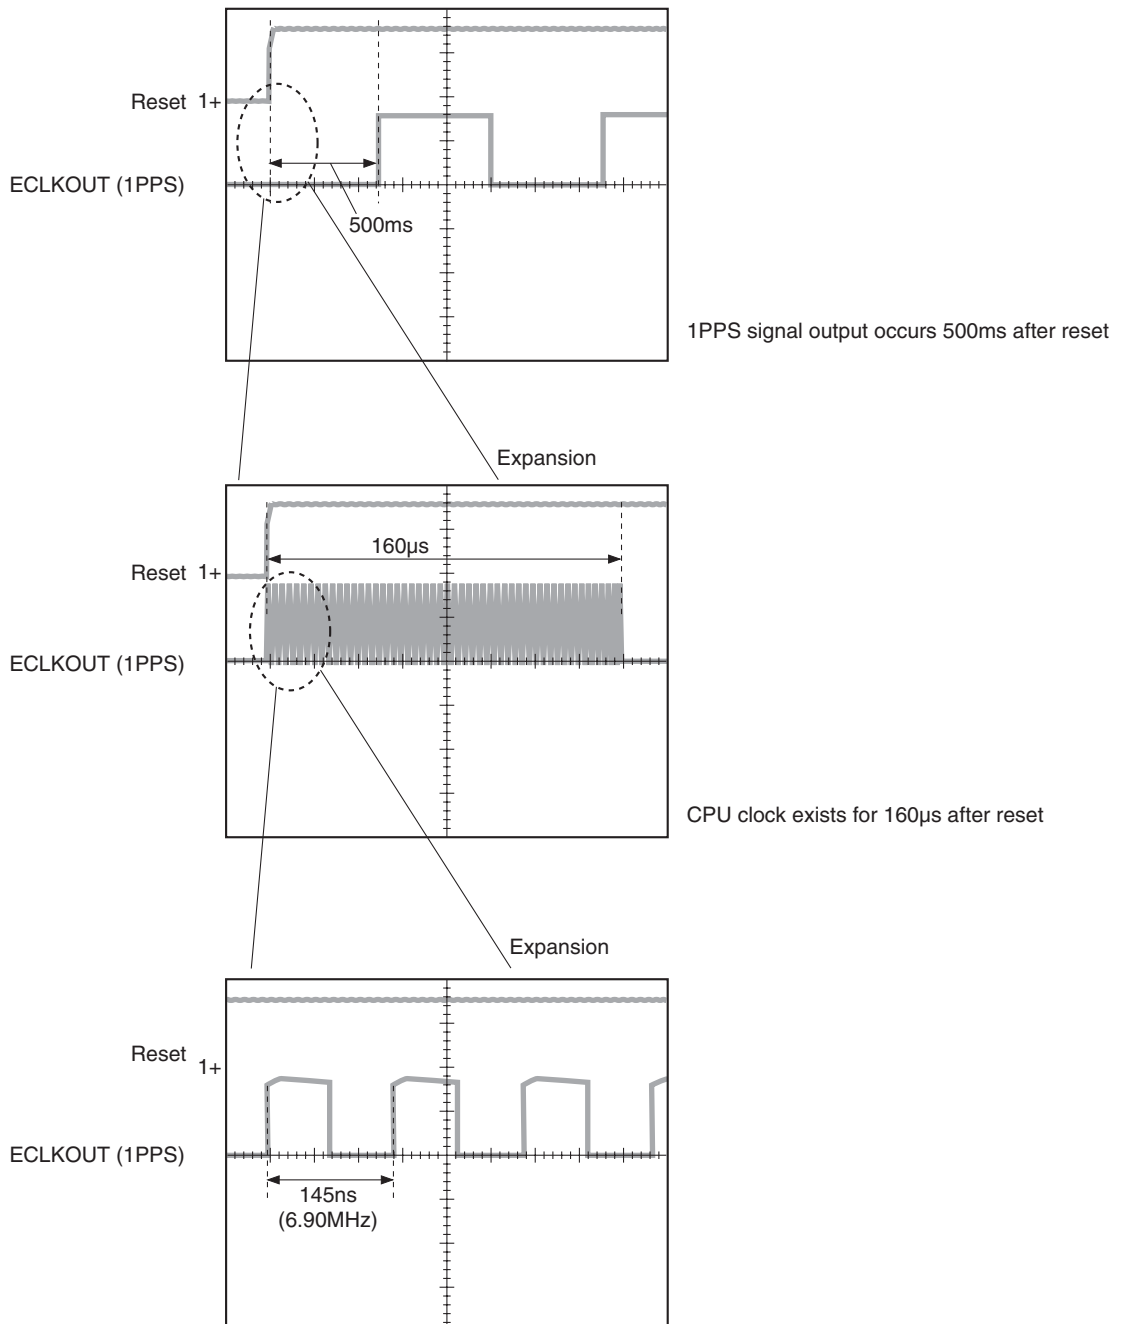 Reset 1+
ECLKOUT (1PPS)
500ms
1PPS signal output occurs 500ms after reset
Expansion
160µs
Reset 1+
ECLKOUT (1PPS)
CPU clock exists for 160µs after reset
Expansion
Reset 1+
ECLKOUT (1PPS)
145ns
(6.90MHz)